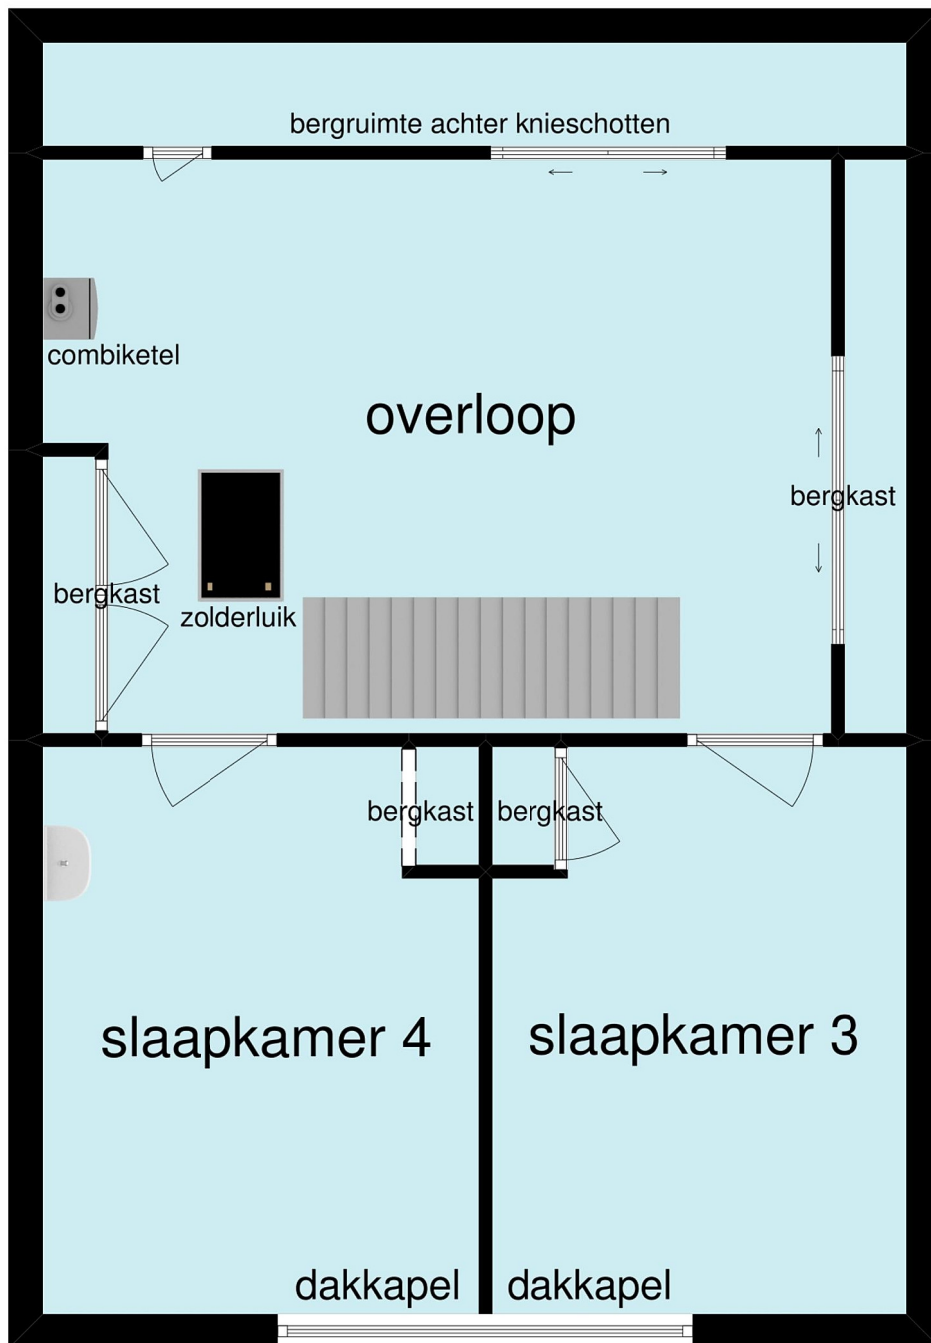 bergruimte achter knieschotten
combiketel
overloop
bergkast
bergkast
zolderluik
bergkast
bergkast
slaapkamer 4
slaapkamer 3
dakkapel
dakkapel